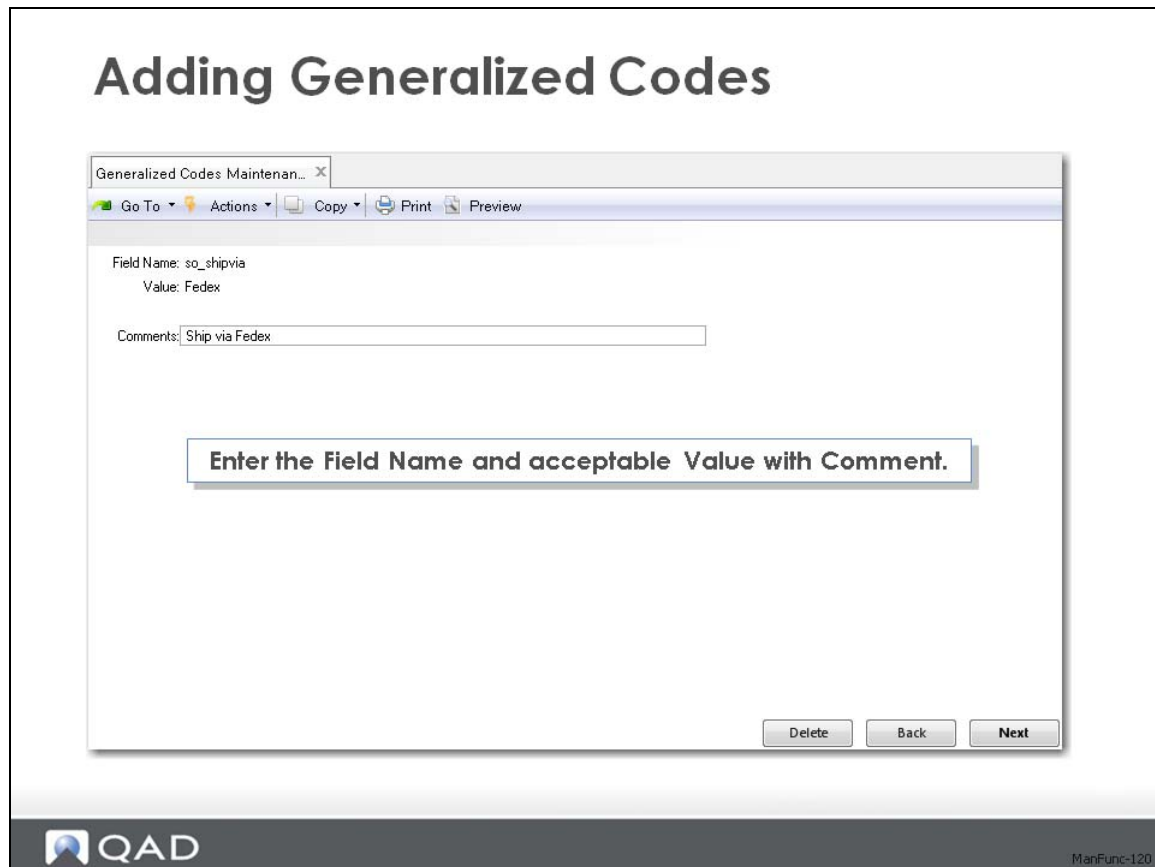 Adding Generalized Codes
Generalized Codes Maintenan... X
Go To Actions Copy Print Preview
Field Name: so_shipvia
Value: Fedex
Comments: Ship via Fedex
Enter the Field Name and acceptable Value with Comment.
Delete Back Next
QAD
ManFunc-120